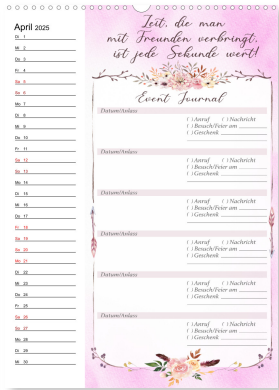 April 2025
Di 1
Mi 2
Do 3
Fr 4
Sa 5
So 6
Mo 7
Di 8
Mi 9
Do 10
Fr 11
Sa 12
So 13
Mo 14
Di 15
Mi 16
Do 17
Fr 18
Sa 19
So 20
Mo 21
Di 22
Mi 23
Do 24
Fr 25
Sa 26
So 27
Mo 28
Di 29
Mi 30
Zeit, die man
mit Freunden verbringt,
ist jede Sekunde wert!
Event Journal
Datum/Anlass
( ) Anruf ( ) Nachricht
( ) Besuch/Feier am
( ) Geschenk
Datum/Anlass
( ) Anruf ( ) Nachricht
( ) Besuch/Feier am
( ) Geschenk
Datum/Anlass
( ) Anruf ( ) Nachricht
( ) Besuch/Feier am
( ) Geschenk
Datum/Anlass
( ) Anruf ( ) Nachricht
( ) Besuch/Feier am
( ) Geschenk
Datum/Anlass
( ) Anruf ( ) Nachricht
( ) Besuch/Feier am
( ) Geschenk
Datum/Anlass
( ) Anruf ( ) Nachricht
( ) Besuch/Feier am
( ) Geschenk